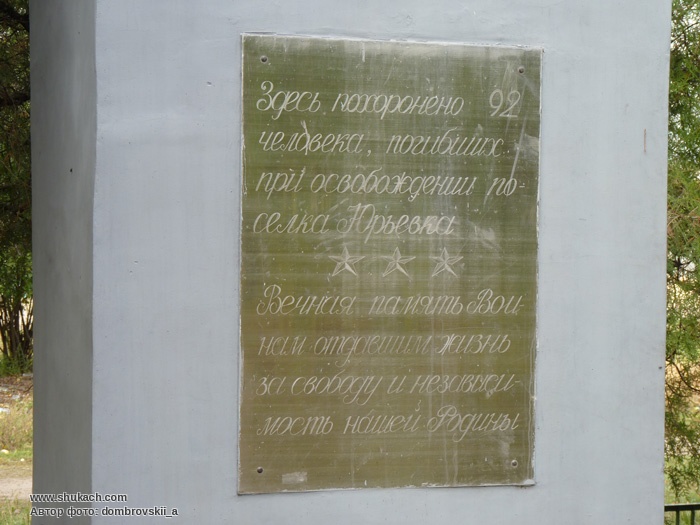 Здесь похоронено 92
человека, погибших
при освобождении по-
селка Юрьевка
Вечная память Вои-
нам отдавшим жизнь
за свободу и независи-
мость нашей Родины
www.shukach.com
Автор фото: dombrovskii_a